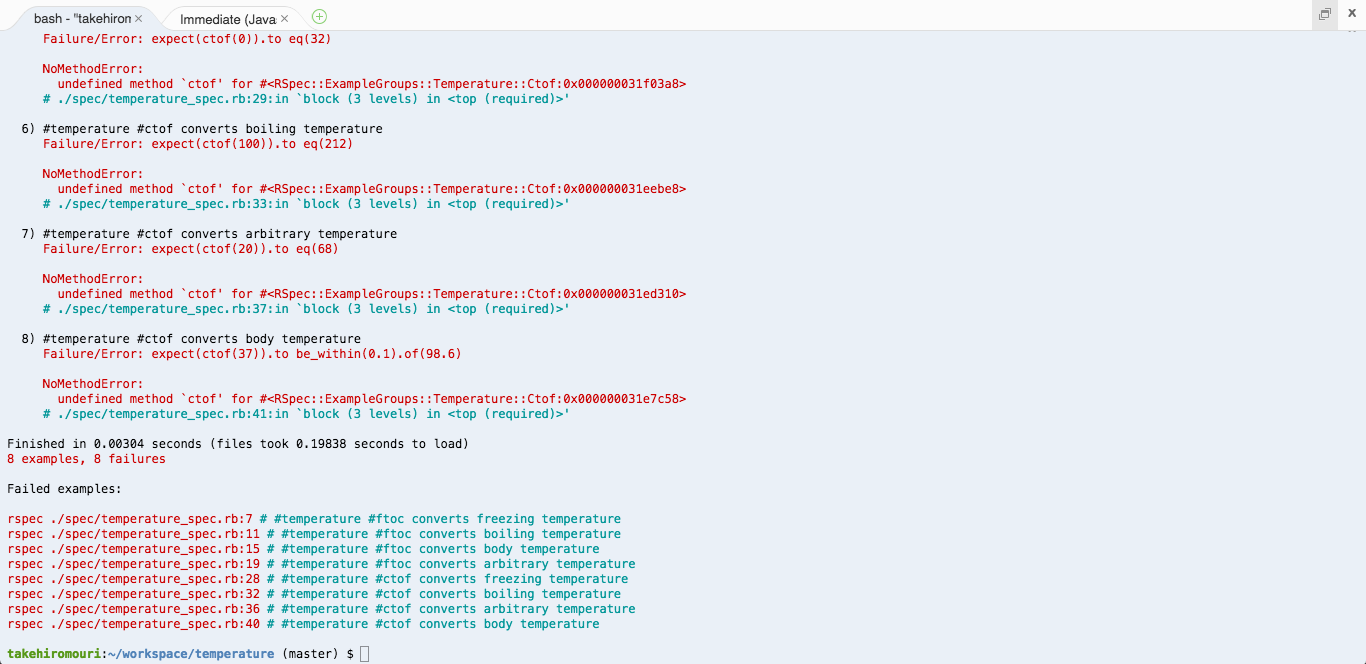 bash - "takehirom ×
Immediate (Java ×
Failure/Error: expect(ctof(0)).to eq(32)
NoMethodError:
undefined method `ctof' for #<RSpec::ExampleGroups::Temperature::Ctof:0x000000031f03a8>
# ./spec/temperature_spec.rb:29:in `block (3 levels) in <top (required)>'
6) #temperature #ctof converts boiling temperature
Failure/Error: expect(ctof(100)).to eq(212)
NoMethodError:
undefined method `ctof' for #<RSpec::ExampleGroups::Temperature::Ctof:0x000000031eebe8>
# ./spec/temperature_spec.rb:33:in `block (3 levels) in <top (required)>'
7) #temperature #ctof converts arbitrary temperature
Failure/Error: expect(ctof(20)).to eq(68)
NoMethodError:
undefined method `ctof' for #<RSpec::ExampleGroups::Temperature::Ctof:0x000000031ed310>
# ./spec/temperature_spec.rb:37:in `block (3 levels) in <top (required)>'
8) #temperature #ctof converts body temperature
Failure/Error: expect(ctof(37)).to be_within(0.1).of(98.6)
NoMethodError:
undefined method `ctof' for #<RSpec::ExampleGroups::Temperature::Ctof:0x000000031e7c58>
# ./spec/temperature_spec.rb:41:in `block (3 levels) in <top (required)>'
Finished in 0.00304 seconds (files took 0.19838 seconds to load)
8 examples, 8 failures
Failed examples:
rspec ./spec/temperature_spec.rb:7 # #temperature #ftoc converts freezing temperature
rspec ./spec/temperature_spec.rb:11 # #temperature #ftoc converts boiling temperature
rspec ./spec/temperature_spec.rb:15 # #temperature #ftoc converts body temperature
rspec ./spec/temperature_spec.rb:19 # #temperature #ftoc converts arbitrary temperature
rspec ./spec/temperature_spec.rb:28 # #temperature #ctof converts freezing temperature
rspec ./spec/temperature_spec.rb:32 # #temperature #ctof converts boiling temperature
rspec ./spec/temperature_spec.rb:36 # #temperature #ctof converts arbitrary temperature
rspec ./spec/temperature_spec.rb:40 # #temperature #ctof converts body temperature
takehiromouri:~/workspace/temperature (master) $